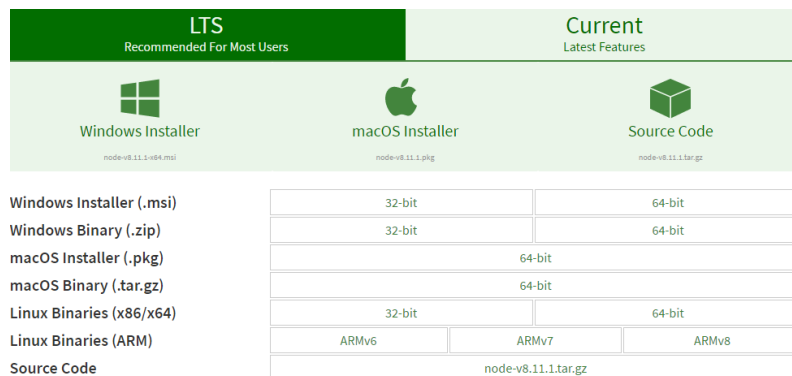 LTS Current
Recommended For Most Users Latest Features
Windows Installer macOS Installer Source Code
node-v8.11.1-x64.msi node-v8.11.1.pkg node-v8.11.1.tar.gz
Windows Installer (.msi) 32-bit 64-bit
Windows Binary (.zip) 32-bit 64-bit
macOS Installer (.pkg) 64-bit
macOS Binary (.tar.gz) 64-bit
Linux Binaries (x86/x64) 32-bit 64-bit
Linux Binaries (ARM) ARMv6 ARMv7 ARMv8
Source Code node-v8.11.1.tar.gz